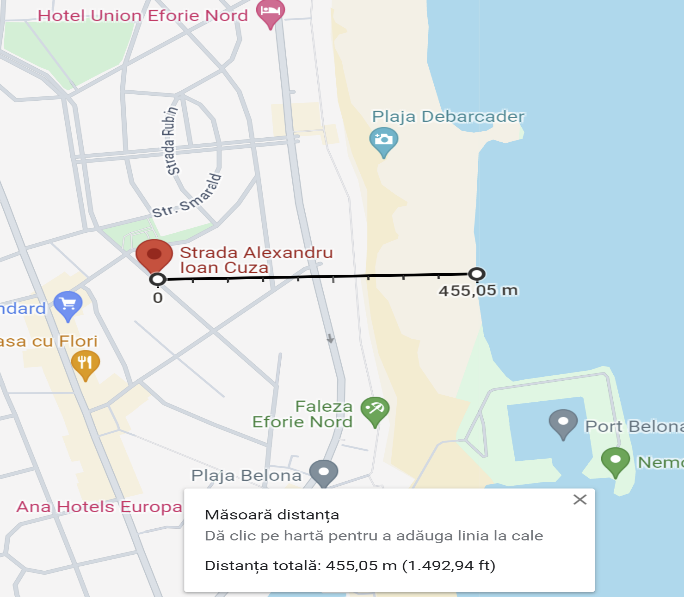 Hotel Union Eforie Nord
Plaja Debarcader
Strada Rubin
Str. Smarald
Strada Alexandru
Ioan Cuza
0
455,05 m
ndard
asa cu Flori
Faleza
Eforie Nord
Port Belona
Nemo
Plaja Belona
Ana Hotels Europa
Măsoară distanța
Dă clic pe hartă pentru a adăuga linia la cale
Distanța totală: 455,05 m (1.492,94 ft)